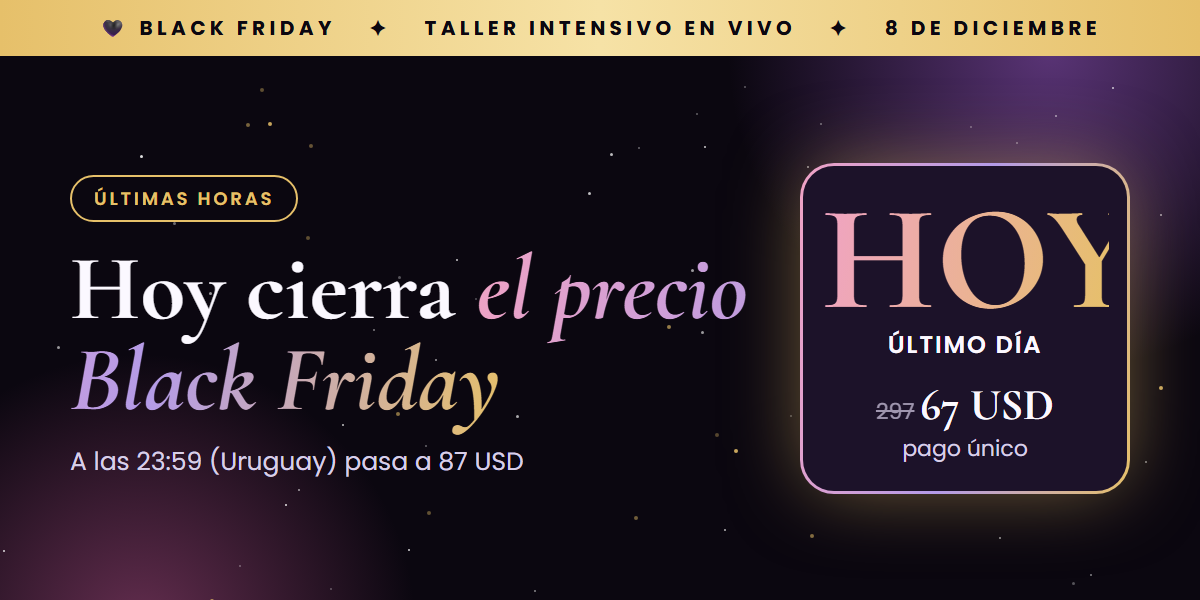 🖤 BLACK FRIDAY ✦ TALLER INTENSIVO EN VIVO ✦ 8 DE DICIEMBRE
ÚLTIMAS HORAS
Hoy cierra el precio
Black Friday
A las 23:59 (Uruguay) pasa a 87 USD
HOY
ÚLTIMO DÍA
297 67 USD
pago único